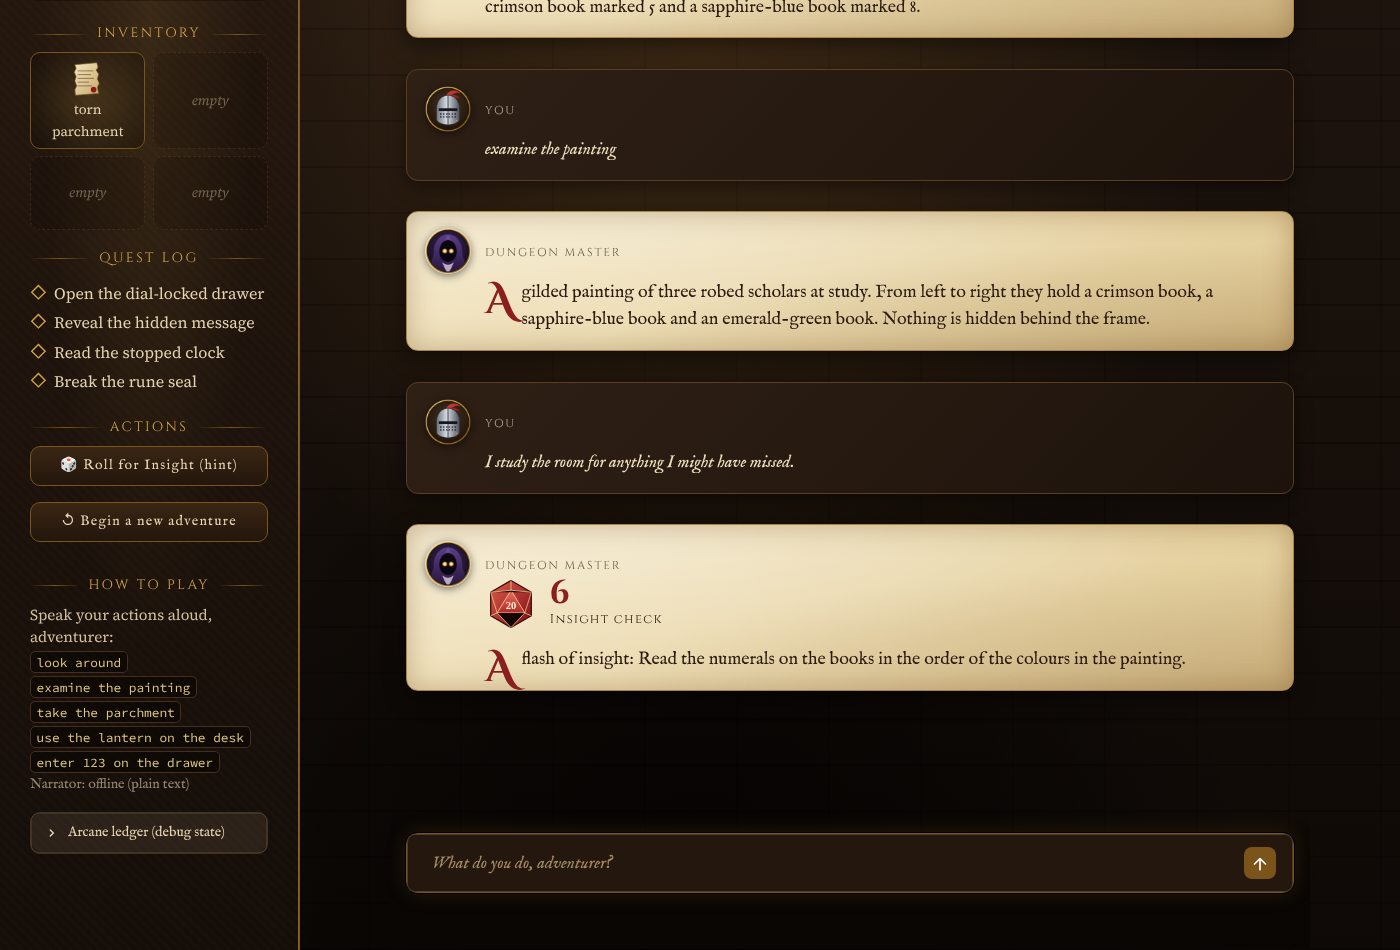 INVENTORY
torn
parchment
empty
empty
empty
QUEST LOG
Open the dial-locked drawer
Reveal the hidden message
Read the stopped clock
Break the rune seal
ACTIONS
Roll for Insight (hint)
Begin a new adventure
HOW TO PLAY
Speak your actions aloud,
adventurer:
look around
examine the painting
take the parchment
use the lantern on the desk
enter 123 on the drawer
Narrator: offline (plain text)
Arcane ledger (debug state)
crimson book marked 5 and a sapphire-blue book marked 8.
YOU
examine the painting
DUNGEON MASTER
A gilded painting of three robed scholars at study. From left to right they hold a crimson book, a
sapphire-blue book and an emerald-green book. Nothing is hidden behind the frame.
YOU
I study the room for anything I might have missed.
DUNGEON MASTER
20
6
INSIGHT CHECK
A flash of insight: Read the numerals on the books in the order of the colours in the painting.
What do you do, adventurer?